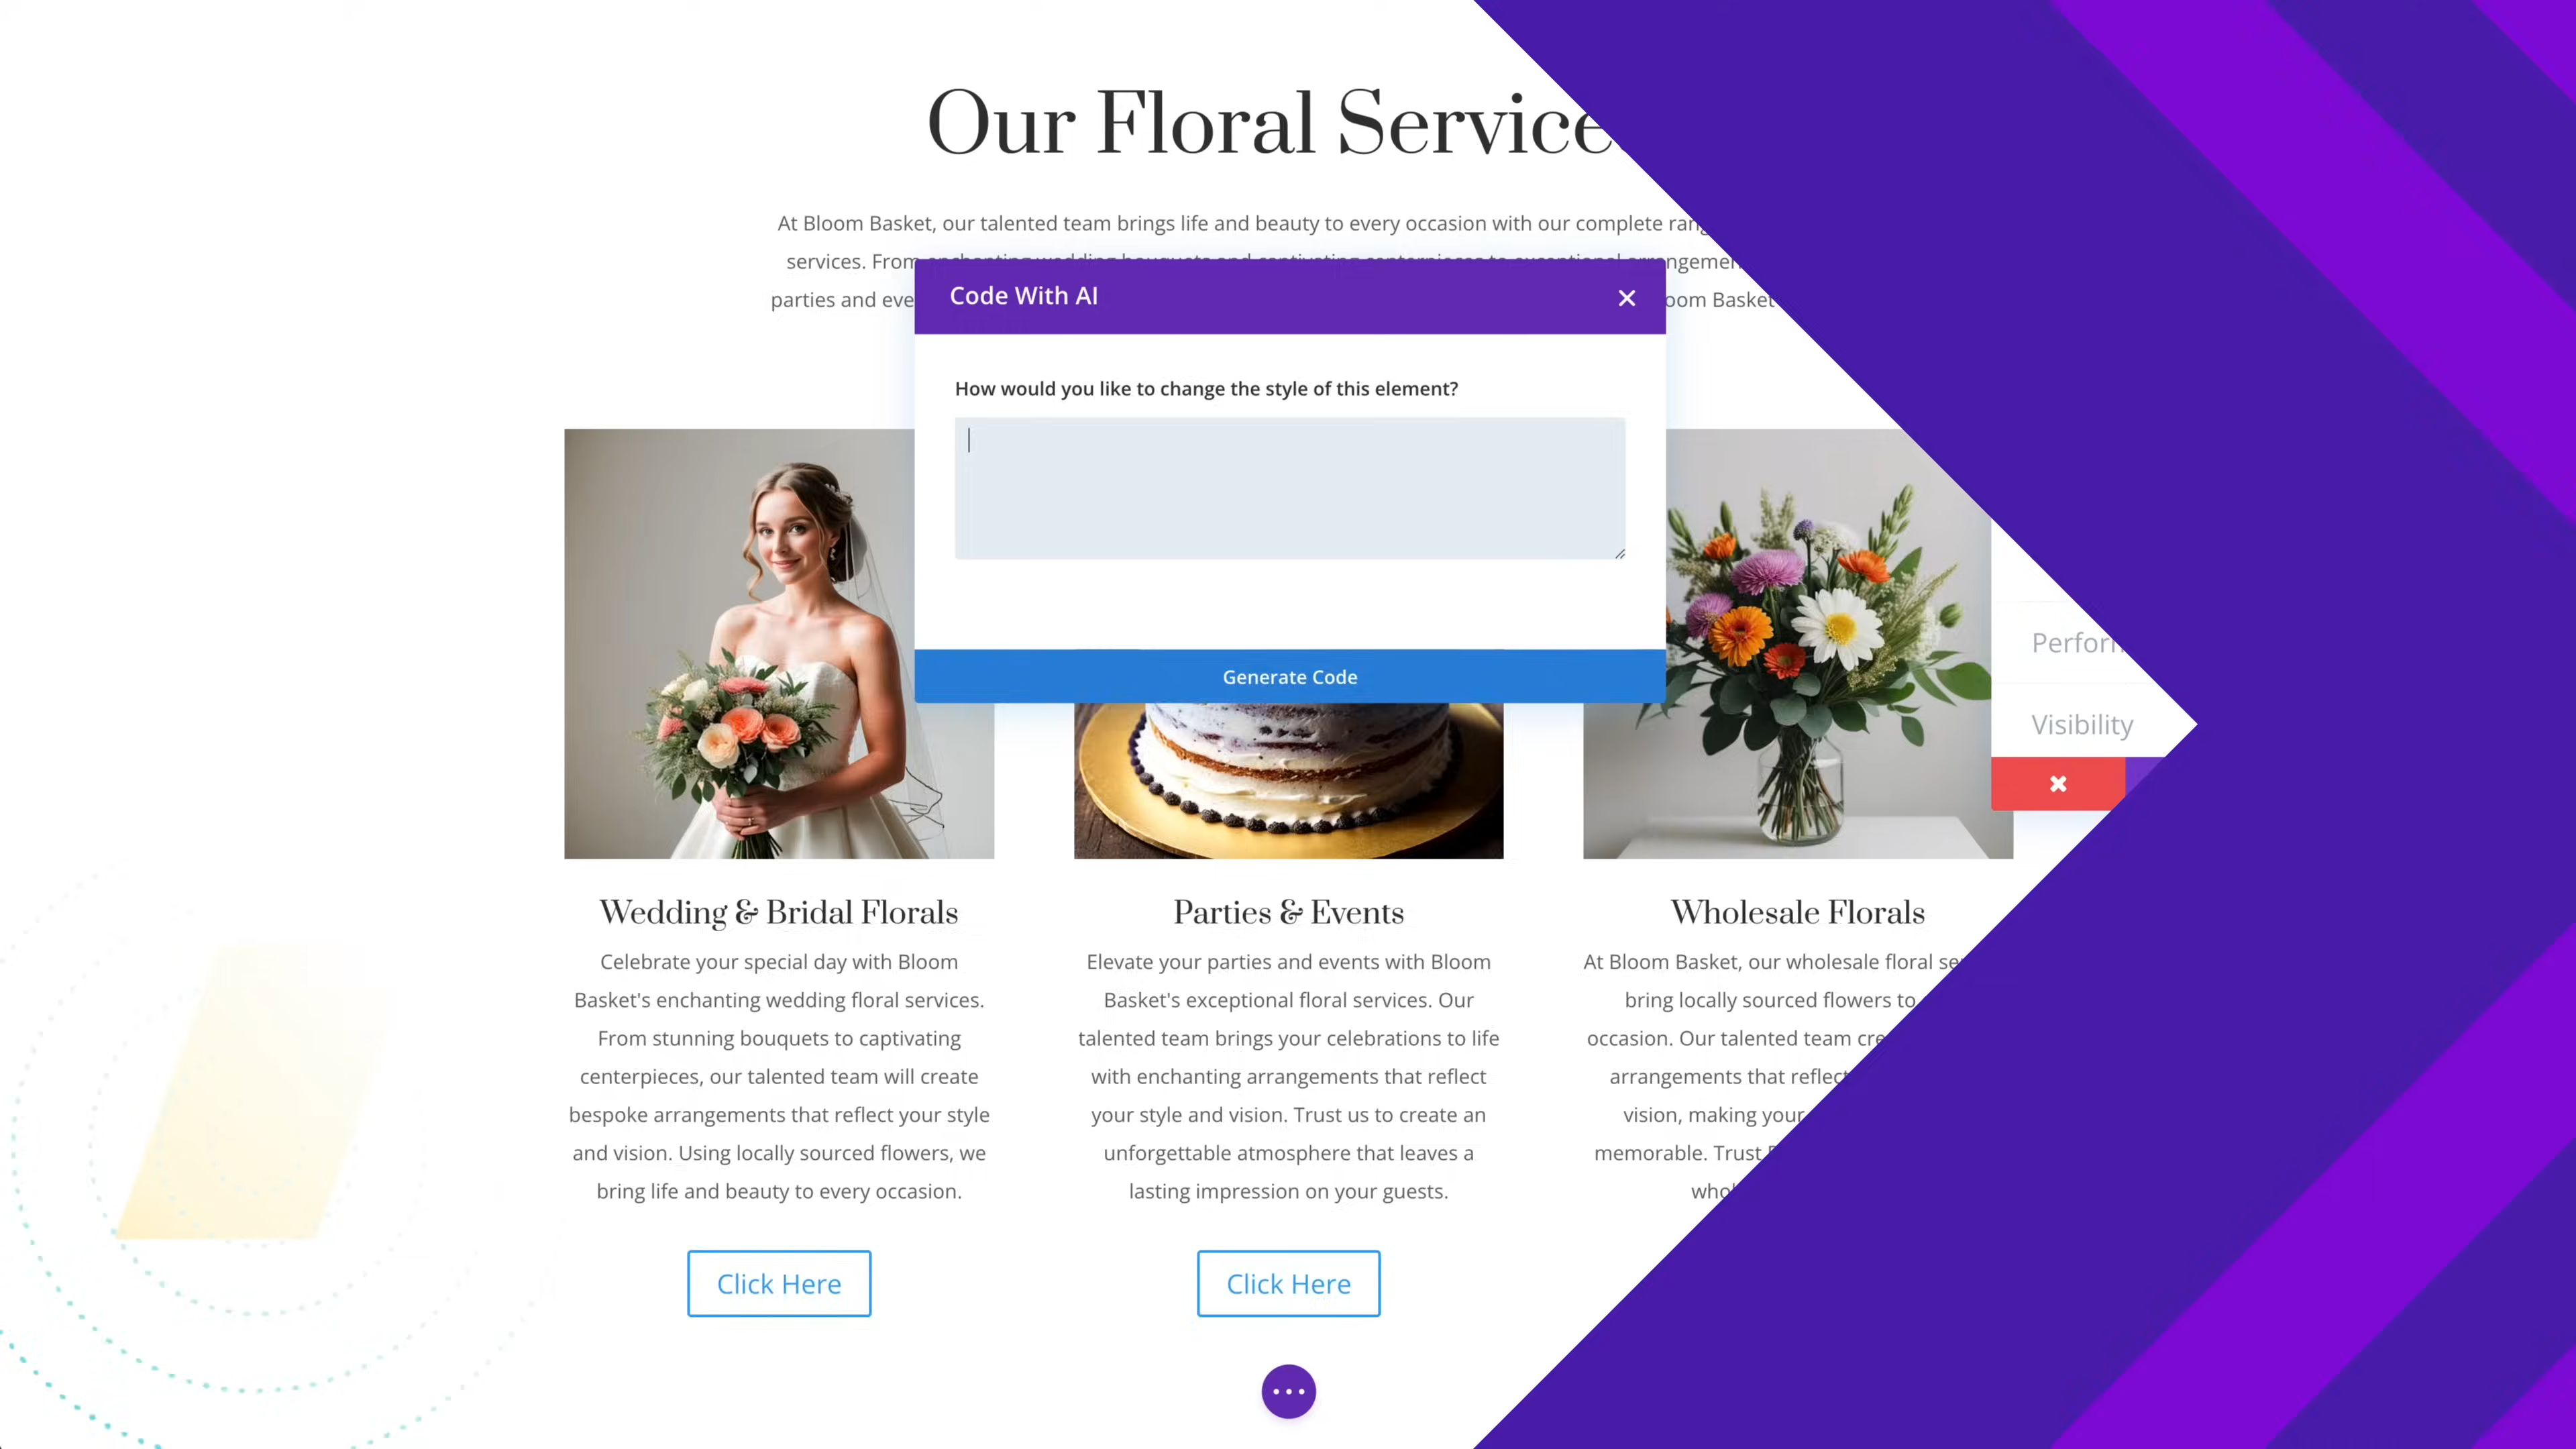 Our Floral Service
At Bloom Basket, our talented team brings life and beauty to every occasion with our complete
services. From
parties and
Basket
Code With AI
How would you like to change the style of this element?
Generate Code
Visibility
Wedding & Bridal Florals
Celebrate your special day with Bloom
Basket's enchanting wedding floral services.
From stunning bouquets to captivating
centerpieces, our talented team will create
bespoke arrangements that reflect your style
and vision. Using locally sourced flowers, we
bring life and beauty to every occasion.
Click Here
Parties & Events
Elevate your parties and events with Bloom
Basket's exceptional floral services. Our
talented team brings your celebrations to life
with enchanting arrangements that reflect
your style and vision. Trust us to create an
unforgettable atmosphere that leaves a
lasting impression on your guests.
Click Here
Wholesale Florals
At Bloom Basket, our wholesale floral
bring locally sourced flowers to
occasion. Our talented team
arrangements that reflect
vision, making your
memorable. Trust